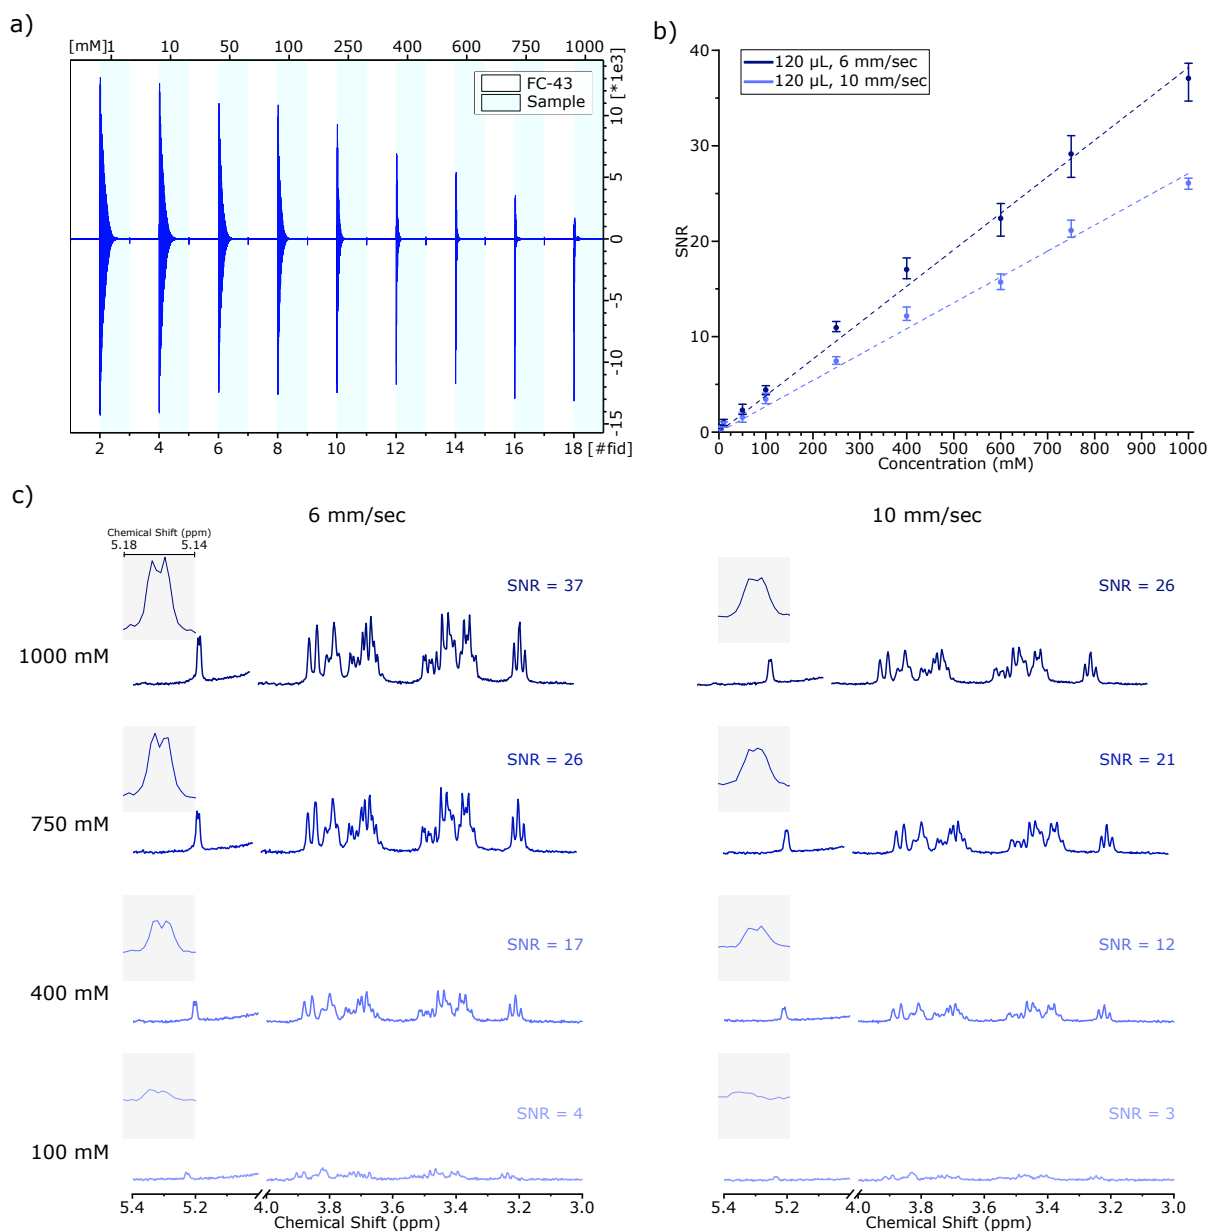 a)
[mM] 1 10 50 100 250 400 600 750 1000
FC-43
Sample
10 [*1e3]
5
0
-5
-10
-15
2 4 6 8 10 12 14 16 18 [#fid]
b)
120 µL, 6 mm/sec
120 µL, 10 mm/sec
SNR
40
30
20
10
0
0 100 200 300 400 500 600 700 800 900 1000
Concentration (mM)
c)
6 mm/sec
10 mm/sec
Chemical Shift (ppm)
5.18 5.14
1000 mM
SNR = 37
SNR = 26
750 mM
SNR = 26
SNR = 21
400 mM
SNR = 17
SNR = 12
100 mM
SNR = 4
SNR = 3
5.4 5.2 4.0 3.8 3.6 3.4 3.2 3.0
Chemical Shift (ppm)
5.4 5.2 4.0 3.8 3.6 3.4 3.2 3.0
Chemical Shift (ppm)